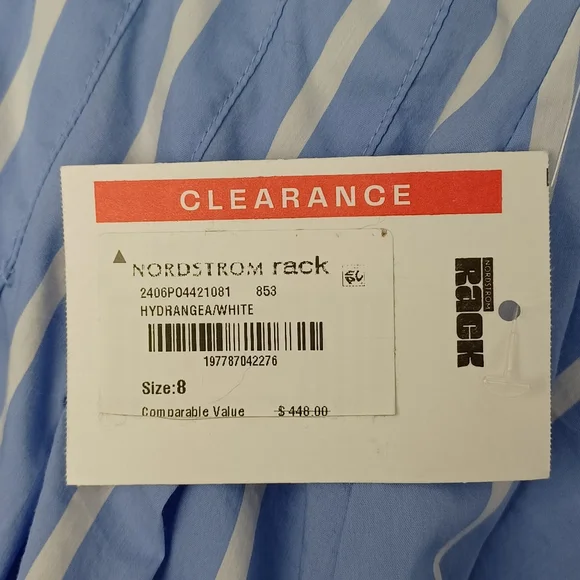 CLEARANCE
NORDSTROM rack
2406P04421081 853
HYDRANGEA/WHITE
197787042276
Size:8
Comparable Value $ 448.00
NORDSTROM
RACK